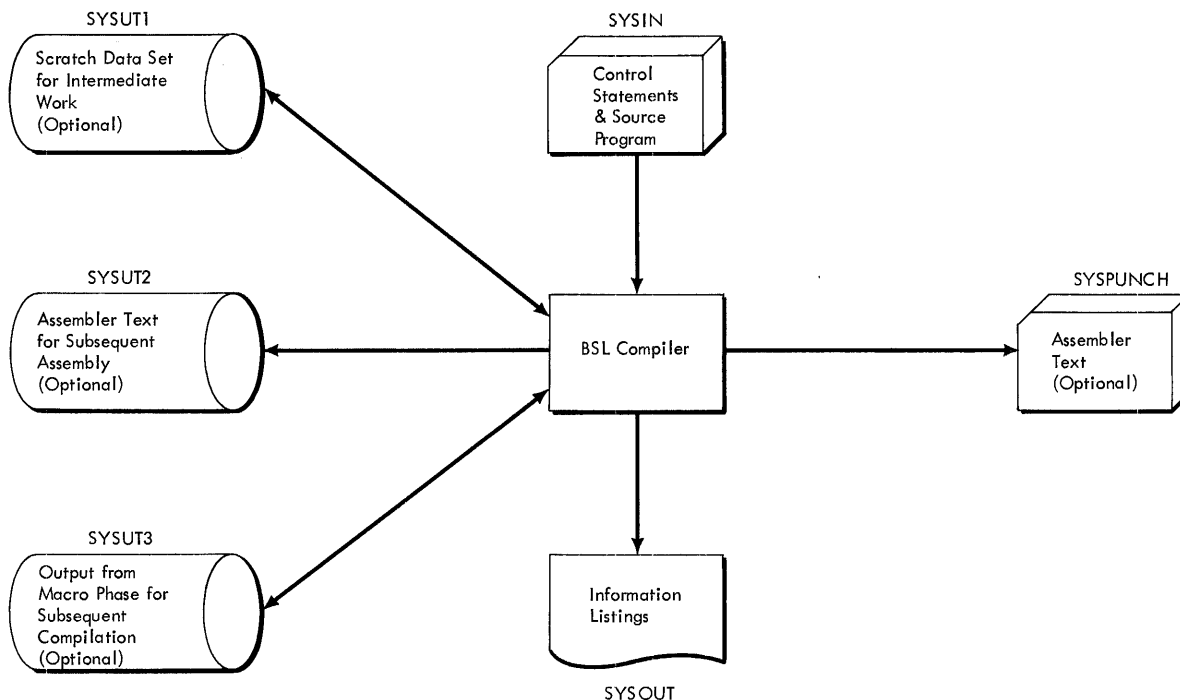 SYSUT1
Scratch Data Set
for Intermediate
Work
(Optional)
SYSIN
Control
Statements
& Source
Program
SYSUT2
Assembler Text
for Subsequent
Assembly
(Optional)
BSL Compiler
SYSPUNCH
Assembler
Text
(Optional)
SYSUT3
Output from
Macro Phase for
Subsequent
Compilation
(Optional)
Information
Listings
SYSOUT